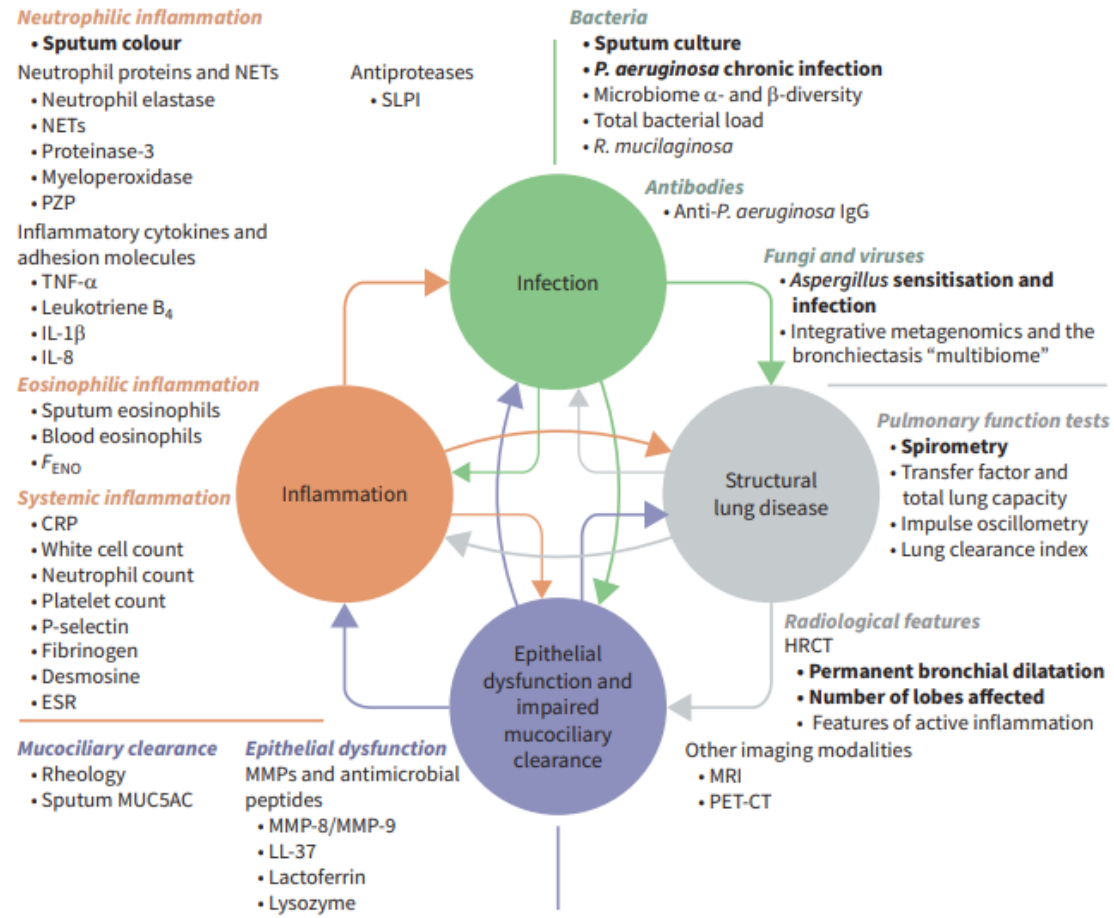 Neutrophilic inflammation
• Sputum colour
Neutrophil proteins and NETs
• Neutrophil elastase
• NETs
• Proteinase-3
• Myeloperoxidase
• PZP
Inflammatory cytokines and
adhesion molecules
• TNF-α
• Leukotriene B4
• IL-1β
• IL-8
Antiproteases
• SLPI
Eosinophilic inflammation
• Sputum eosinophils
• Blood eosinophils
• FENO
Systemic inflammation
• CRP
• White cell count
• Neutrophil count
• Platelet count
• P-selectin
• Fibrinogen
• Desmosine
• ESR
Bacteria
• Sputum culture
• P. aeruginosa chronic infection
• Microbiome α- and β-diversity
• Total bacterial load
• R. mucilaginosa
Antibodies
• Anti-P. aeruginosa IgG
Fungi and viruses
• Aspergillus sensitisation and
infection
• Integrative metagenomics and the
bronchiectasis “multibiome”
Infection
Inflammation
Structural
lung disease
Epithelial
dysfunction and
impaired
mucociliary
clearance
Pulmonary function tests
• Spirometry
• Transfer factor and
total lung capacity
• Impulse oscillometry
• Lung clearance index
Radiological features
HRCT
• Permanent bronchial dilatation
• Number of lobes affected
• Features of active inflammation
Other imaging modalities
• MRI
• PET-CT
Mucociliary clearance
• Rheology
• Sputum MUC5AC
Epithelial dysfunction
MMPs and antimicrobial
peptides
• MMP-8/MMP-9
• LL-37
• Lactoferrin
• Lysozyme